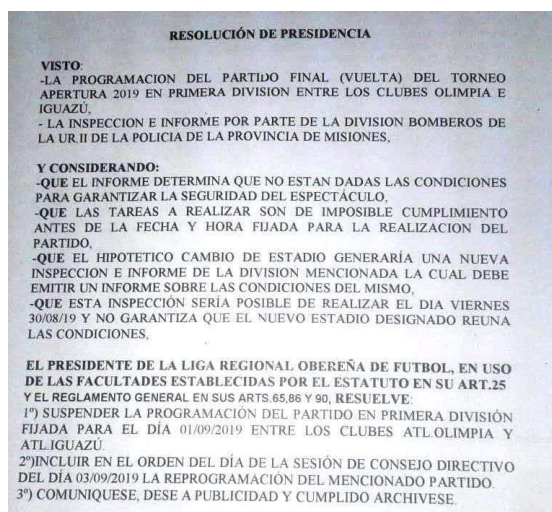 RESOLUCIÓN DE PRESIDENCIA
VISTO:
-LA PROGRAMACION DEL PARTIDO FINAL (VUELTA) DEL TORNEO
APERTURA 2019 EN PRIMERA DIVISION ENTRE LOS CLUBES OLIMPIA E
IGUAZÚ,
- LA INSPECCION E INFORME POR PARTE DE LA DIVISION BOMBEROS DE
LA UR.II DE LA POLICIA DE LA PROVINCIA DE MISIONES,
Y CONSIDERANDO:
-QUE EL INFORME DETERMINA QUE NO ESTAN DADAS LAS CONDICIONES
PARA GARANTIZAR LA SEGURIDAD DEL ESPECTÁCULO,
-QUE LAS TAREAS A REALIZAR SON DE IMPOSIBLE CUMPLIMIENTO
ANTES DE LA FECHA Y HORA FIJADA PARA LA REALIZACION DEL
PARTIDO,
-QUE EL HIPOTETICO CAMBIO DE ESTADIO GENERARÍA UNA NUEVA
INSPECCION E INFORME DE LA DIVISION MENCIONADA LA CUAL DEBE
EMITIR UN INFORME SOBRE LAS CONDICIONES DEL MISMO,
-QUE ESTA INSPECCIÓN SERÍA POSIBLE DE REALIZAR EL DIA VIERNES
30/08/19 Y NO GARANTIZA QUE EL NUEVO ESTADIO DESIGNADO REUNA
LAS CONDICIONES,
EL PRESIDENTE DE LA LIGA REGIONAL OBEREÑA DE FUTBOL, EN USO
DE LAS FACULTADES ESTABLECIDAS POR EL ESTATUTO EN SU ART.25
Y EL REGLAMENTO GENERAL EN SUS ARTS.65,86 Y 90, RESUELVE:
1º) SUSPENDER LA PROGRAMACIÓN DEL PARTIDO EN PRIMERA DIVISIÓN
FIJADA PARA EL DÍA 01/09/2019 ENTRE LOS CLUBES ATL.OLIMPIA Y
ATL.IGUAZÚ.
2º)INCLUIR EN EL ORDEN DEL DÍA DE LA SESIÓN DE CONSEJO DIRECTIVO
DEL DÍA 03/09/2019 LA REPROGRAMACIÓN DEL MENCIONADO PARTIDO.
3º) COMUNIQUESE, DESE A PUBLICIDAD Y CUMPLIDO ARCHIVESE.